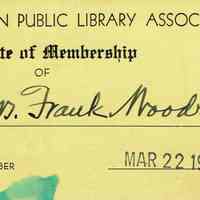 N PUBLIC LIBRARY ASSOC
te of Membership
OF
s. Frank Wood
BER
MAR 22 19